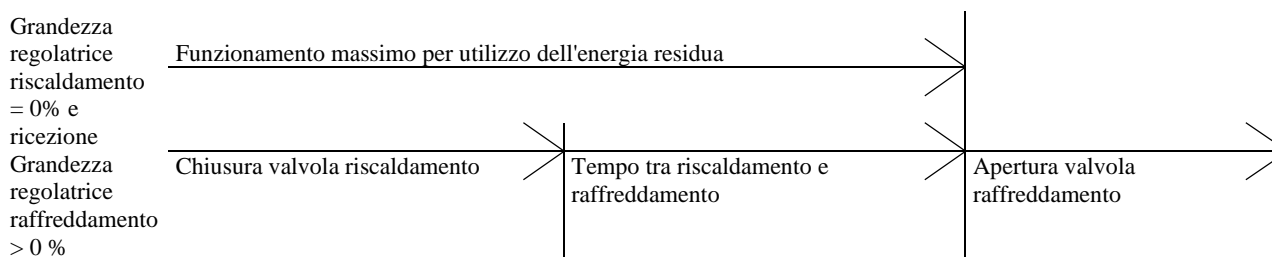 Grandezza
regolatrice
riscaldamento
= 0% e
ricezione
Grandezza
regolatrice
raffreddamento
> 0 %
Funzionamento massimo per utilizzo dell'energia residua
Chiusura valvola riscaldamento
Tempo tra riscaldamento e
raffreddamento
Apertura valvola
raffreddamento